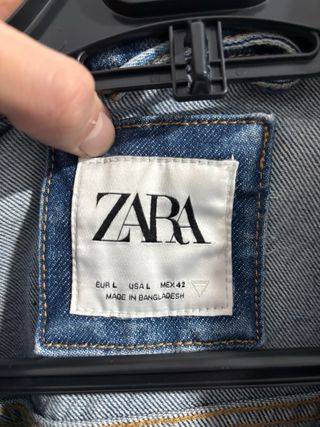 ZARA
EUR L USA L MEX 42
MADE IN BANGLADESH